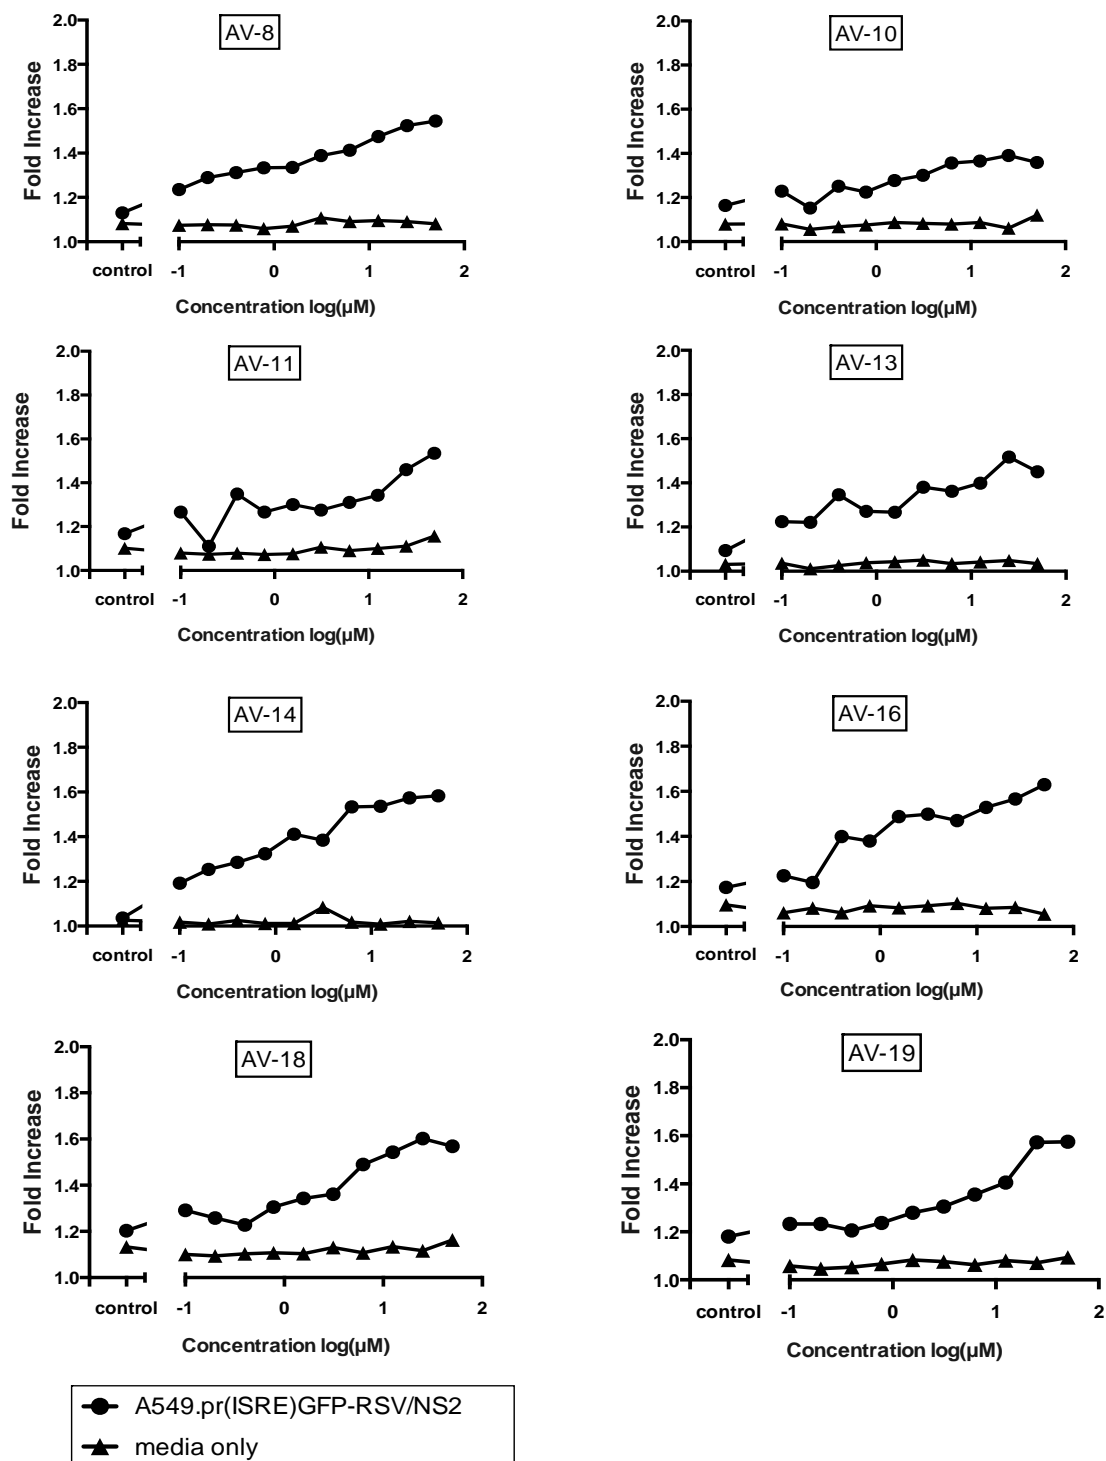 AV-8
Fold Increase
2.0
1.8
1.6
1.4
1.2
1.0
control
-1
0
1
2
Concentration log(µM)
AV-10
Fold Increase
2.0
1.8
1.6
1.4
1.2
1.0
control
-1
0
1
2
Concentration log(µM)
AV-11
Fold Increase
2.0
1.8
1.6
1.4
1.2
1.0
control
-1
0
1
2
Concentration log(µM)
AV-13
Fold Increase
2.0
1.8
1.6
1.4
1.2
1.0
control
-1
0
1
2
Concentration log(µM)
AV-14
Fold Increase
2.0
1.8
1.6
1.4
1.2
1.0
control
-1
0
1
2
Concentration log(µM)
AV-16
Fold Increase
2.0
1.8
1.6
1.4
1.2
1.0
control
-1
0
1
2
Concentration log(µM)
AV-18
Fold Increase
2.0
1.8
1.6
1.4
1.2
1.0
control
-1
0
1
2
Concentration log(µM)
AV-19
Fold Increase
2.0
1.8
1.6
1.4
1.2
1.0
control
-1
0
1
2
Concentration log(µM)
A549.pr(ISRE)GFP-RSV/NS2
media only